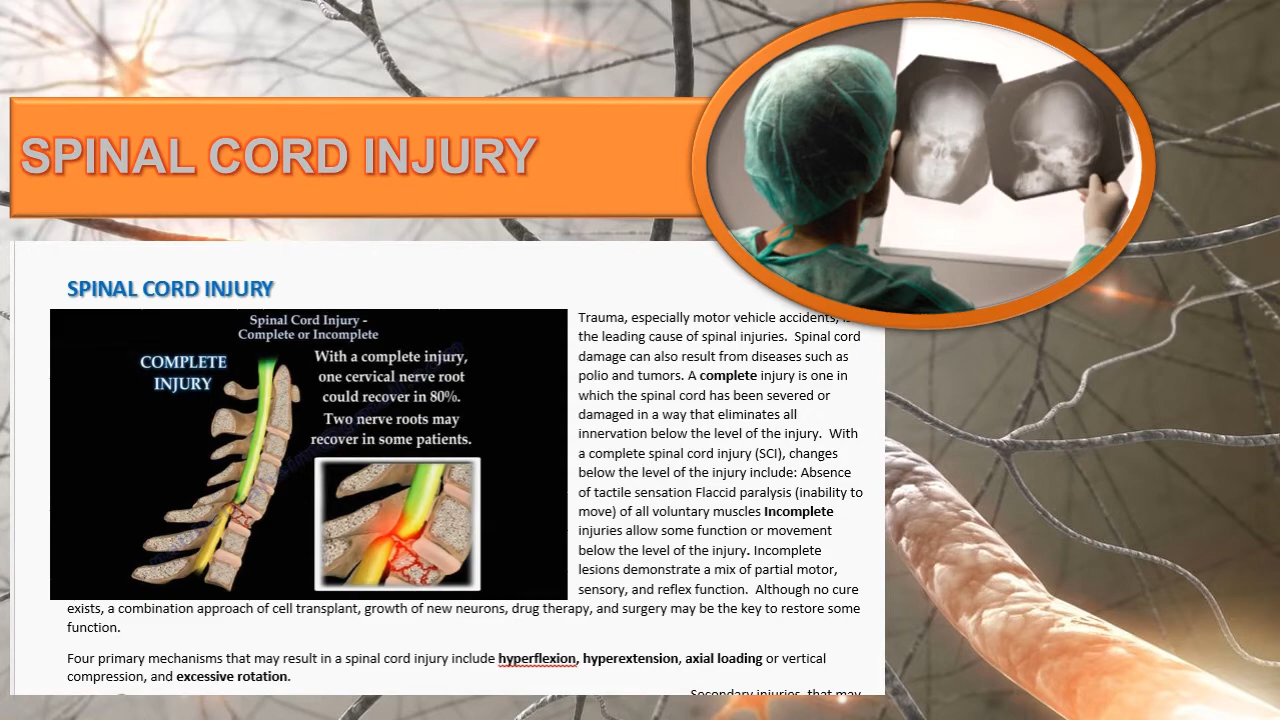 SPINAL CORD INJURY
SPINAL CORD INJURY
Spinal Cord Injury -
Complete or Incomplete
COMPLETE
INJURY
With a complete injury,
one cervical nerve root
could recover in 80%.
Two nerve roots may
recover in some patients.
Trauma, especially motor vehicle accidents,
the leading cause of spinal injuries.  Spinal cord
damage can also result from diseases such as
polio and tumors. A complete injury is one in
which the spinal cord has been severed or
damaged in a way that eliminates all
innervation below the level of the injury.  With
a complete spinal cord injury (SCI), changes
below the level of the injury include: Absence
of tactile sensation Flaccid paralysis (inability to
move) of all voluntary muscles Incomplete
injuries allow some function or movement
below the level of the injury. Incomplete
lesions demonstrate a mix of partial motor,
sensory, and reflex function.  Although no cure
exists, a combination approach of cell transplant, growth of new neurons, drug therapy, and surgery may be the key to restore some
function.
Four primary mechanisms that may result in a spinal cord injury include hyperflexion, hyperextension, axial loading or vertical
compression, and excessive rotation.
Secondary injuries, that may